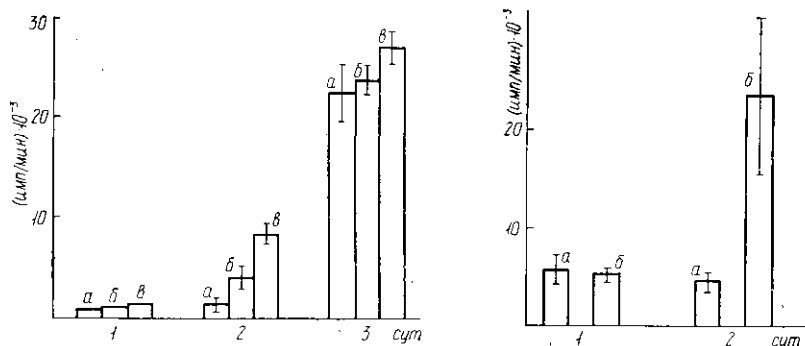 (имп/мин)·10⁻³
30
20
10
а б в
а б в
а б в
1 2 3 сут
(имп/мин)·10⁻³
20
10
а б
а б
1 2 сут